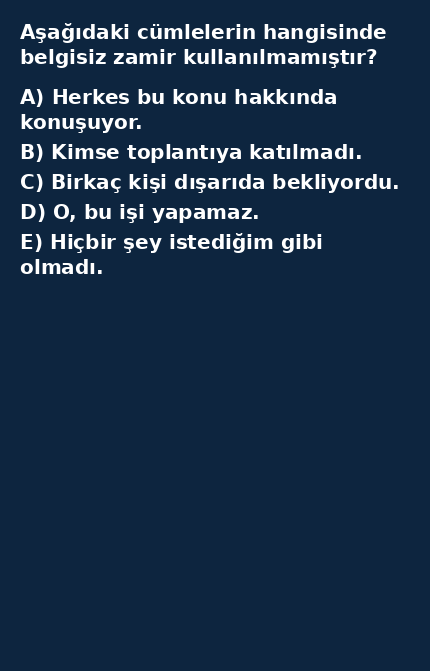 Aşağıdaki cümlelerin hangisinde
belgisiz zamir kullanılmamıştır?
A) Herkes bu konu hakkında
konuşuyor.
B) Kimse toplantıya katılmadı.
C) Birkaç kişi dışarıda bekliyordu.
D) O, bu işi yapamaz.
E) Hiçbir şey istediğim gibi
olmadı.